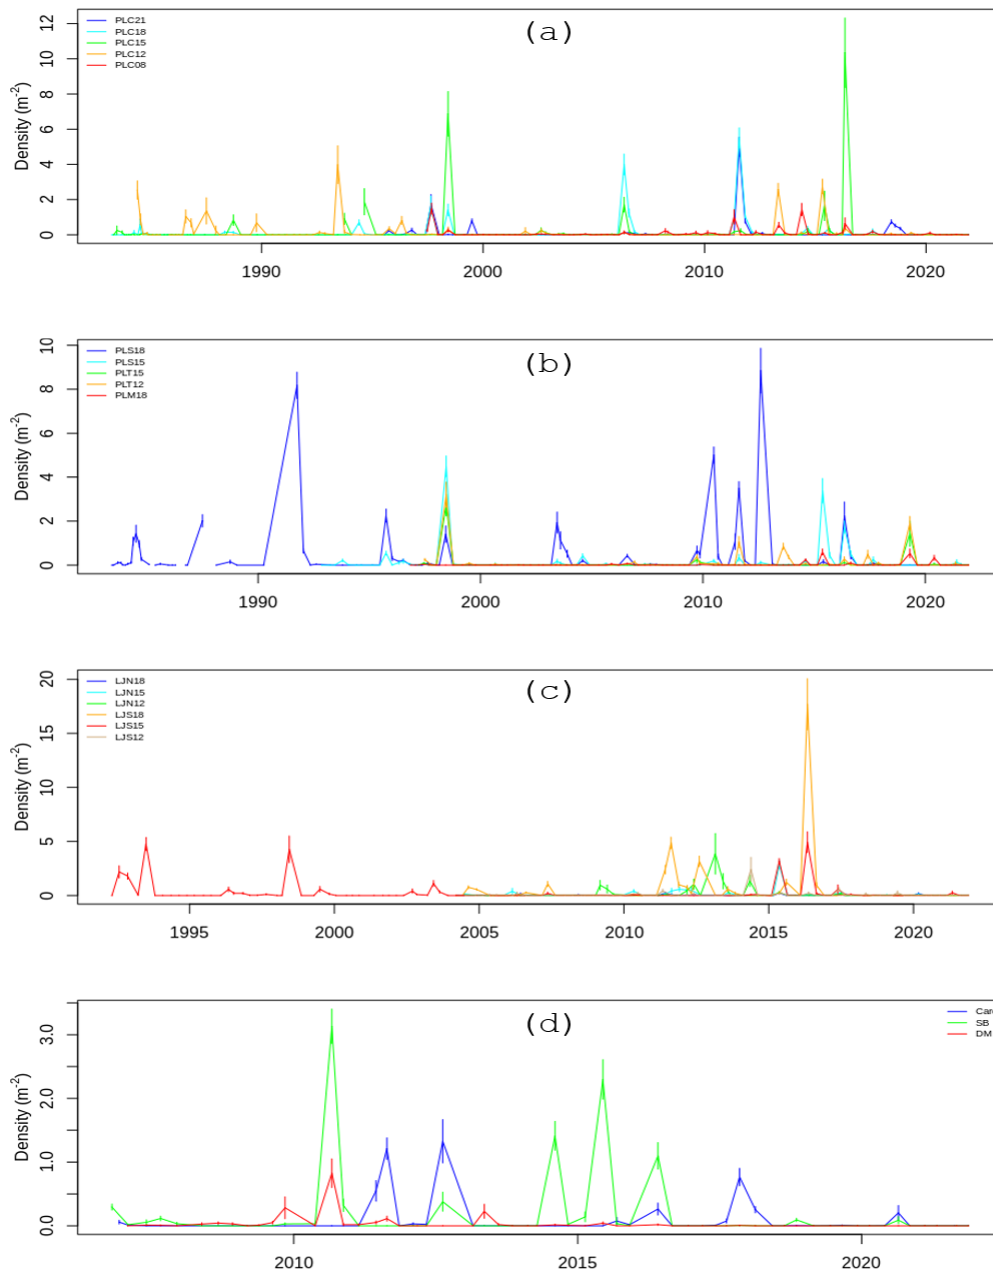 (a)
PLC21
PLC18
PLC15
PLC12
PLC08
Density (m-2)
12
10
8
6
4
2
0
1990 2000 2010 2020
(b)
PLS18
PLS15
PLT15
PLT12
PLM18
Density (m-2)
10
8
6
4
2
0
1990 2000 2010 2020
(c)
LJN18
LJN15
LJN12
LJS18
LJS15
LJS12
Density (m-2)
20
15
10
5
0
1995 2000 2005 2010 2015 2020
(d)
SB
DM
Density (m-2)
3.0
2.0
1.0
0.0
2010 2015 2020